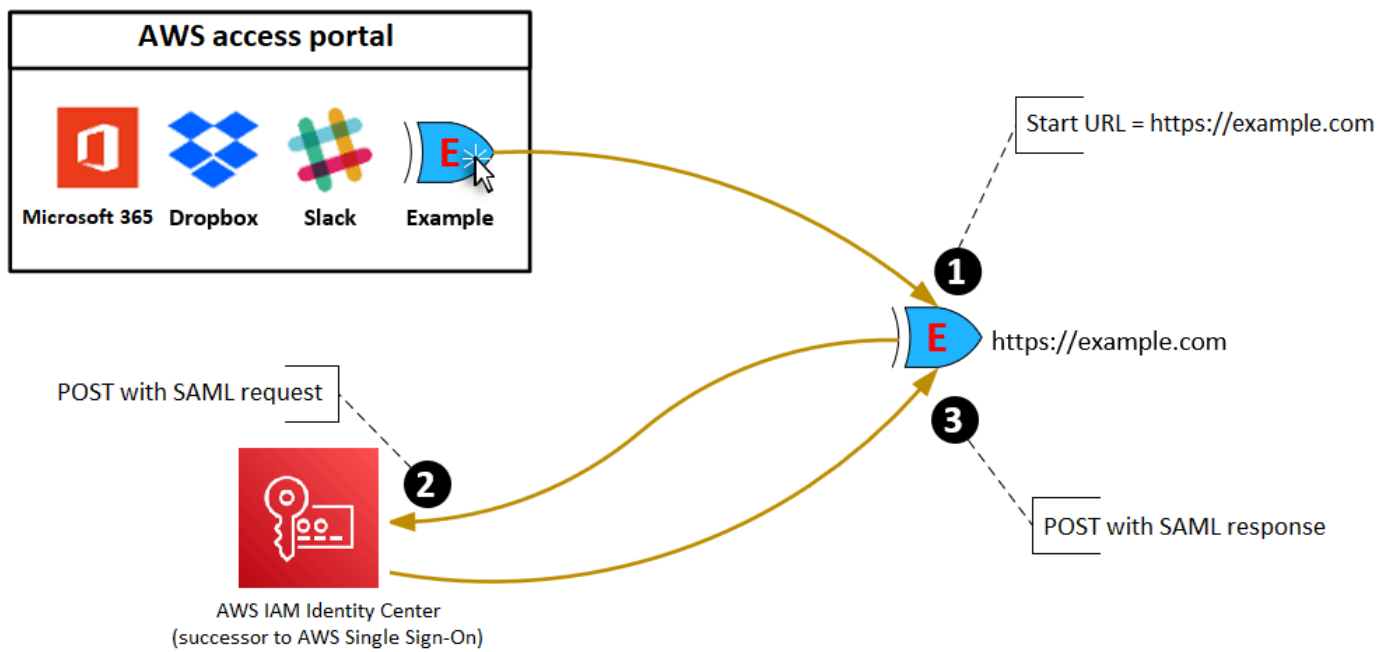 AWS access portal
Microsoft 365
Dropbox
Slack
E
Example
Start URL = https://example.com
1
E
https://example.com
POST with SAML request
2
3
POST with SAML response
AWS IAM Identity Center
(successor to AWS Single Sign-On)